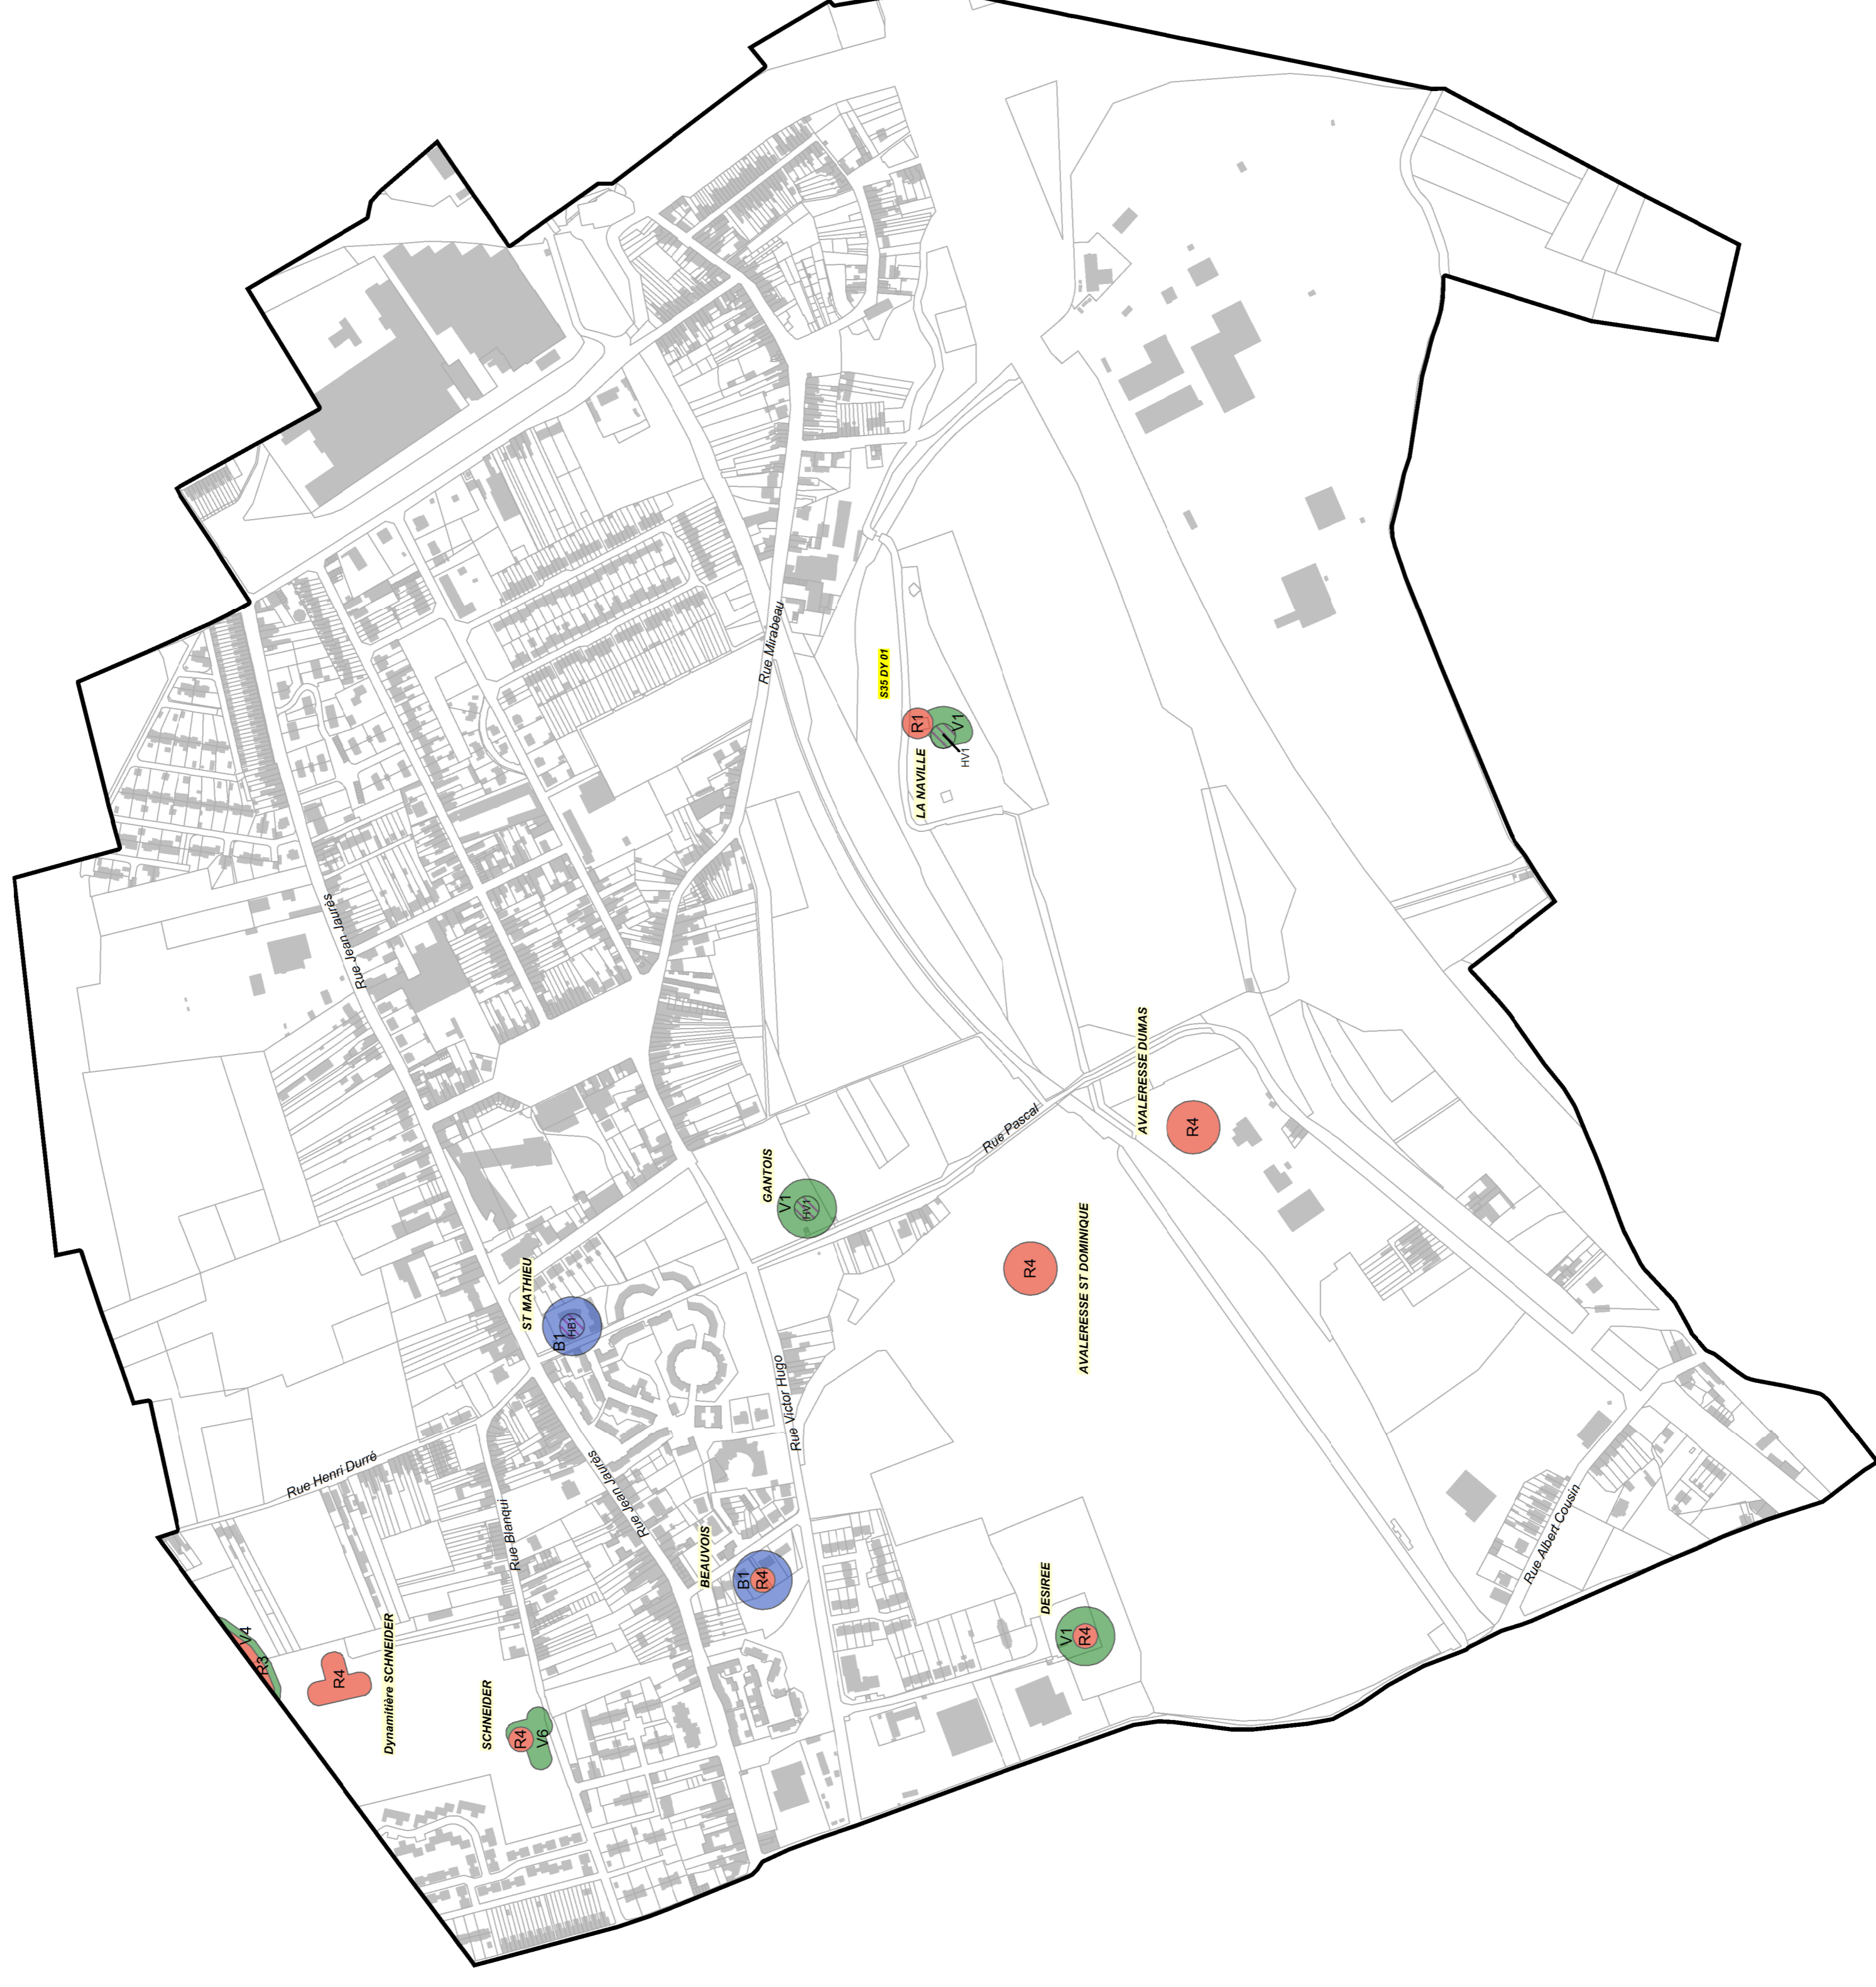 Rue Mirabeau
S35 DY 01
R1
V1
HV1
LA NAVILLE
Rue Jean Jaurès
AVALERESSE DUMAS
R4
Rue Pascal
GANTOIS
V1
HV1
AVALERESSE ST DOMINIQUE
R4
ST MATHIEU
B1
HB1
Rue Victor Hugo
Rue Henri Durré
Rue Blanqui
Rue Jean Jaurès
BEAUVOIS
B1
R4
DESIREE
V1
R4
Rue Albert Cousin
V4
R3
R4
Dynamitière SCHNEIDER
SCHNEIDER
R4
V6